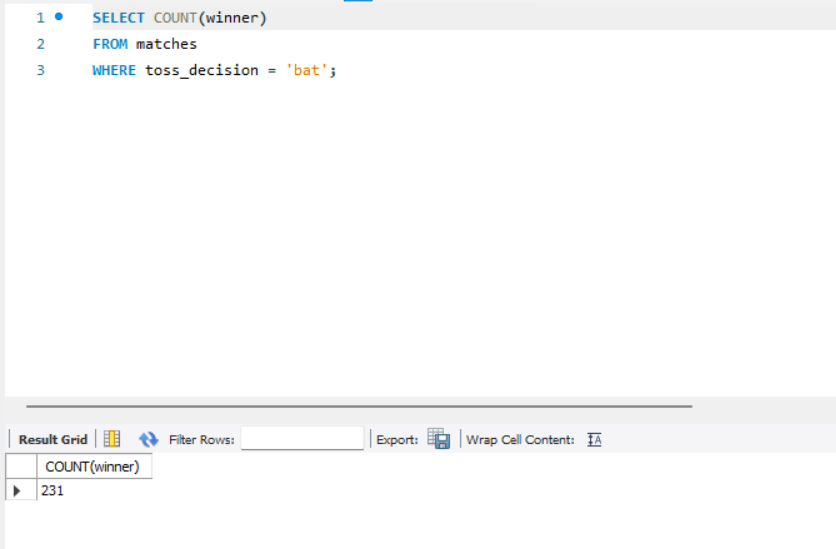 1 SELECT COUNT(winner)
2 FROM matches
3 WHERE toss_decision = 'bat';
Result Grid Filter Rows: Export: Wrap Cell Content:
COUNT(winner)
231